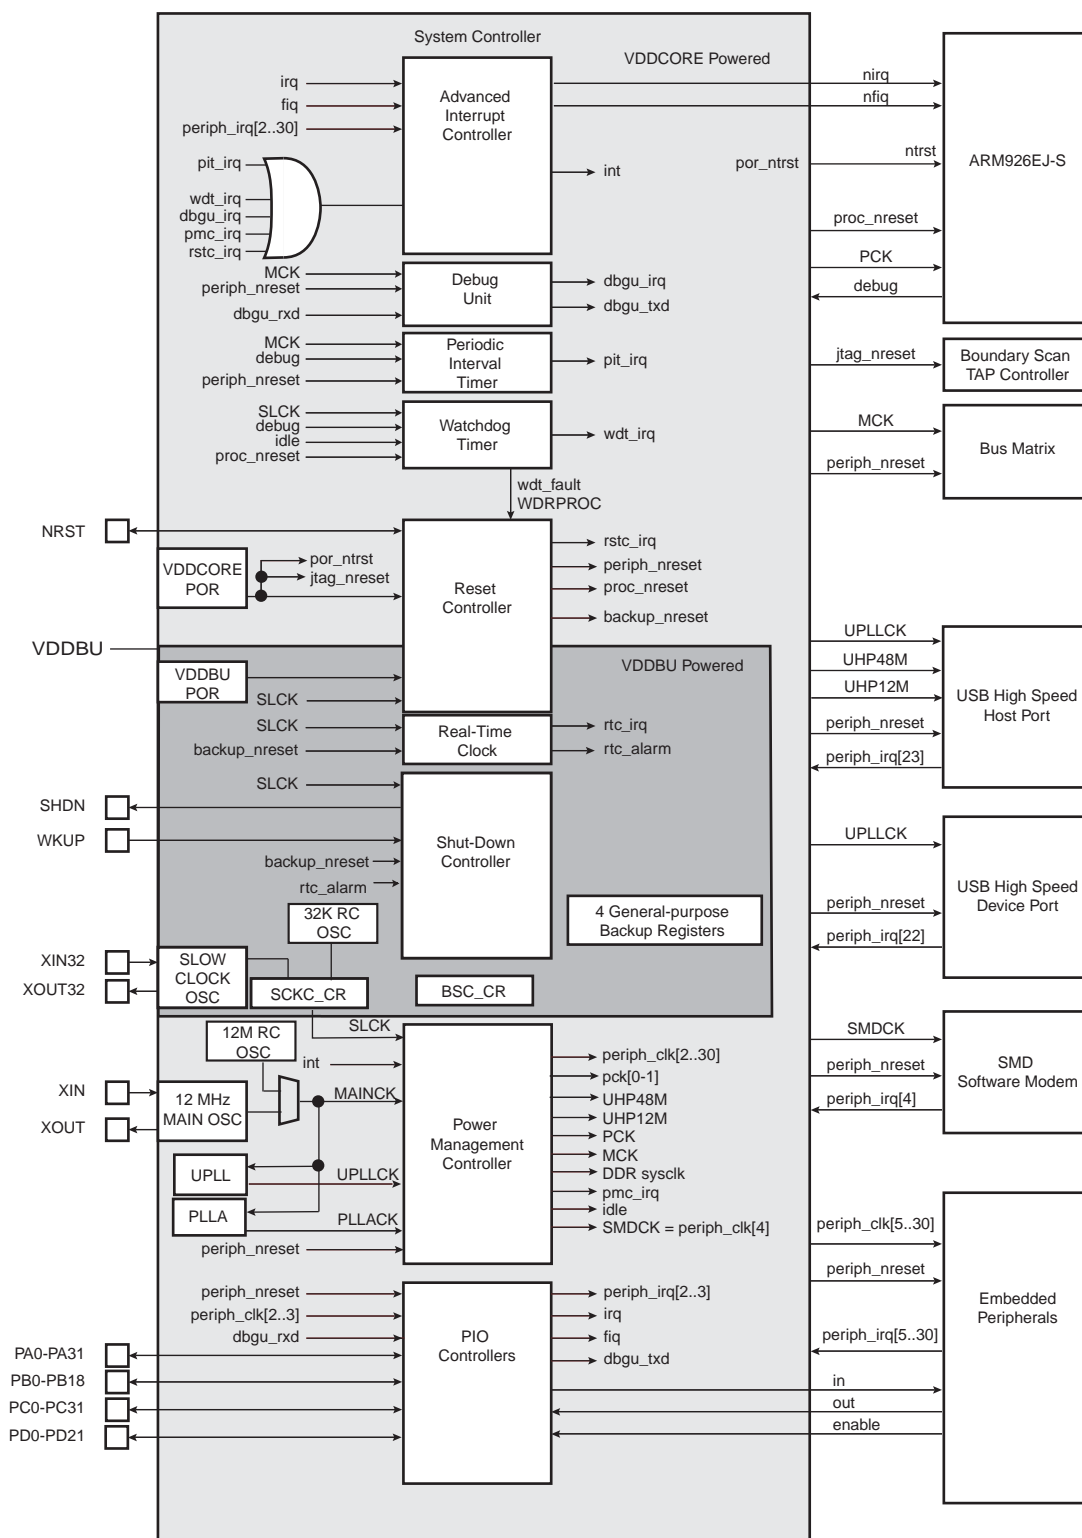 System Controller
VDDCORE Powered
irq
fiq
periph_irq[2..30]
Advanced
Interrupt
Controller
nirq
nfiq
pit_irq
wdt_irq
dbgu_irq
pmc_irq
rstc_irq
int
por_ntrst
ntrst
ARM926EJ-S
proc_nreset
PCK
debug
MCK
periph_nreset
dbgu_rxd
Debug
Unit
dbgu_irq
dbgu_txd
MCK
debug
periph_nreset
Periodic
Interval
Timer
pit_irq
jtag_nreset
Boundary Scan
TAP Controller
SLCK
debug
idle
proc_nreset
Watchdog
Timer
wdt_irq
MCK
periph_nreset
Bus Matrix
wdt_fault
WDRPROC
NRST
VDDCORE
POR
por_ntrst
jtag_nreset
Reset
Controller
rstc_irq
periph_nreset
proc_nreset
backup_nreset
VDDBU
VDDBU Powered
VDDBU
POR
SLCK
UPLLCK
UHP48M
UHP12M
periph_nreset
periph_irq[23]
USB High Speed
Host Port
SLCK
backup_nreset
Real-Time
Clock
rtc_irq
rtc_alarm
SLCK
SHDN
WKUP
backup_nreset
rtc_alarm
Shut-Down
Controller
4 General-purpose
Backup Registers
UPLLCK
periph_nreset
periph_irq[22]
USB High Speed
Device Port
32K RC
OSC
XIN32
XOUT32
SLOW
CLOCK
OSC
SCKC_CR
BSC_CR
SLCK
12M RC
OSC
int
XIN
XOUT
12 MHz
MAIN OSC
MAINCK
UPLL
UPLLCK
PLLA
PLLACK
periph_nreset
Power
Management
Controller
periph_clk[2..30]
pck[0-1]
UHP48M
UHP12M
PCK
MCK
DDR sysclk
pmc_irq
idle
SMDCK = periph_clk[4]
SMDCK
periph_nreset
periph_irq[4]
SMD
Software Modem
periph_nreset
periph_clk[2..3]
dbgu_rxd
PA0-PA31
PB0-PB18
PC0-PC31
PD0-PD21
PIO
Controllers
periph_irq[2..3]
irq
fiq
dbgu_txd
periph_clk[5..30]
periph_nreset
periph_irq[5..30]
in
out
enable
Embedded
Peripherals